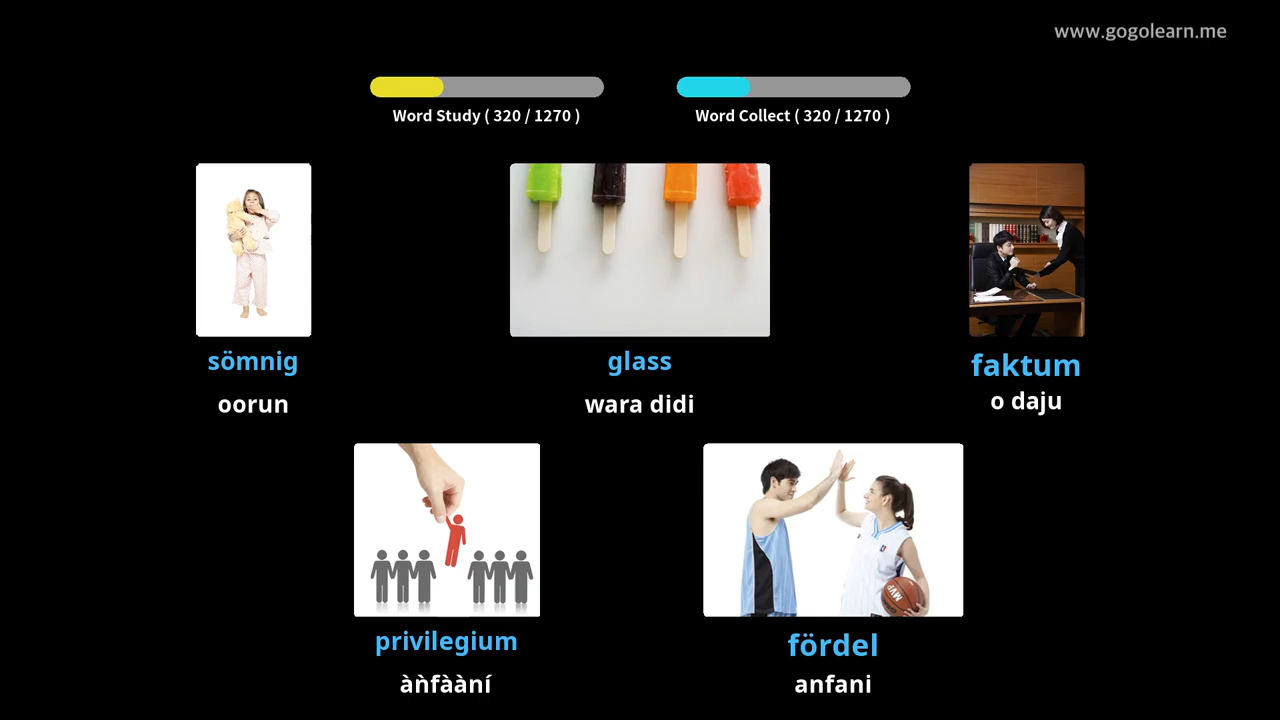 www.gogolearn.me
Word Study ( 320 / 1270 )
Word Collect ( 320 / 1270 )
sömnig
oorun
glass
wara didi
faktum
o daju
privilegium
àǹfààní
fördel
anfani
MVP